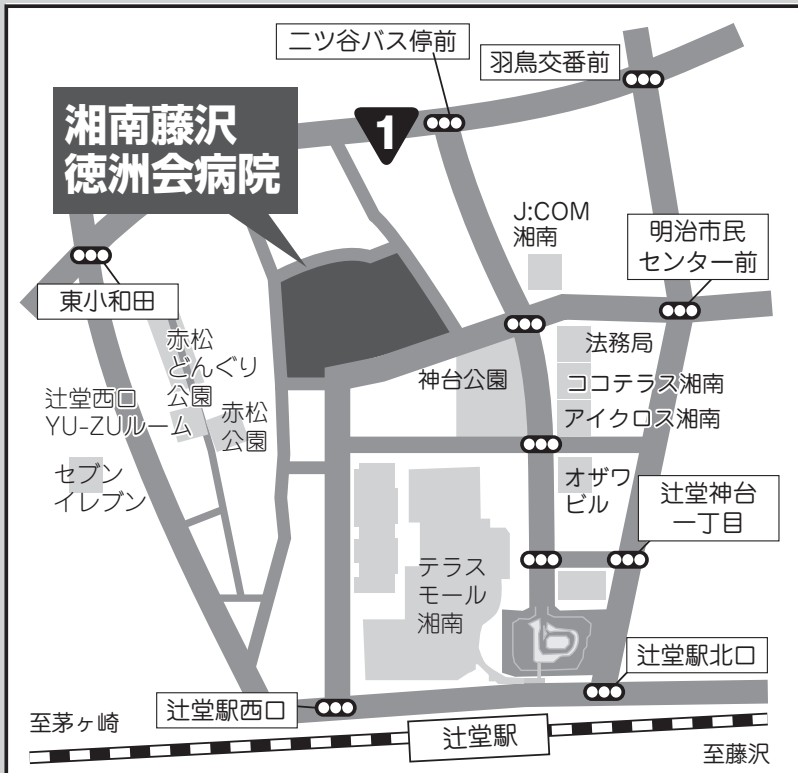 二ツ谷バス停前
羽鳥交番前
湘南藤沢
徳洲会病院
1
J:COM
湘南
明治市民
センター前
東小和田
赤松
どんぐり
公園
法務局
神台公園
ココテラス湘南
辻堂西口
YU-ZUルーム
赤松
公園
アイクロス湘南
セブン
イレブン
オザワ
ビル
辻堂神台
一丁目
テラス
モール
湘南
辻堂駅北口
辻堂駅西口
至茅ヶ崎
辻堂駅
至藤沢